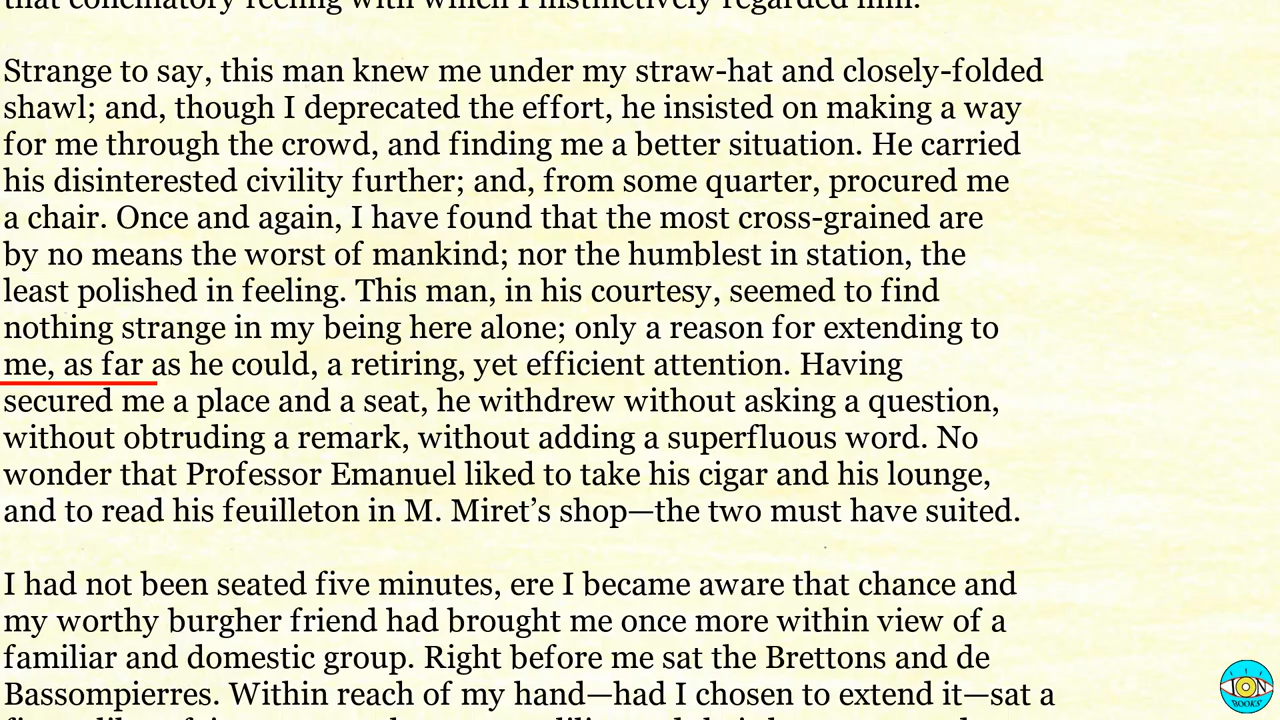 that conciliatory feeling with which I instinctively regarded him.
Strange to say, this man knew me under my straw-hat and closely-folded
shawl; and, though I deprecated the effort, he insisted on making a way
for me through the crowd, and finding me a better situation. He carried
his disinterested civility further; and, from some quarter, procured me
a chair. Once and again, I have found that the most cross-grained are
by no means the worst of mankind; nor the humblest in station, the
least polished in feeling. This man, in his courtesy, seemed to find
nothing strange in my being here alone; only a reason for extending to
me, as far as he could, a retiring, yet efficient attention. Having
secured me a place and a seat, he withdrew without asking a question,
without obtruding a remark, without adding a superfluous word. No
wonder that Professor Emanuel liked to take his cigar and his lounge,
and to read his feuilleton in M. Miret’s shop—the two must have suited.
I had not been seated five minutes, ere I became aware that chance and
my worthy burgher friend had brought me once more within view of a
familiar and domestic group. Right before me sat the Brettons and de
Bassompierres. Within reach of my hand—had I chosen to extend it—sat a
ION
BOOKS